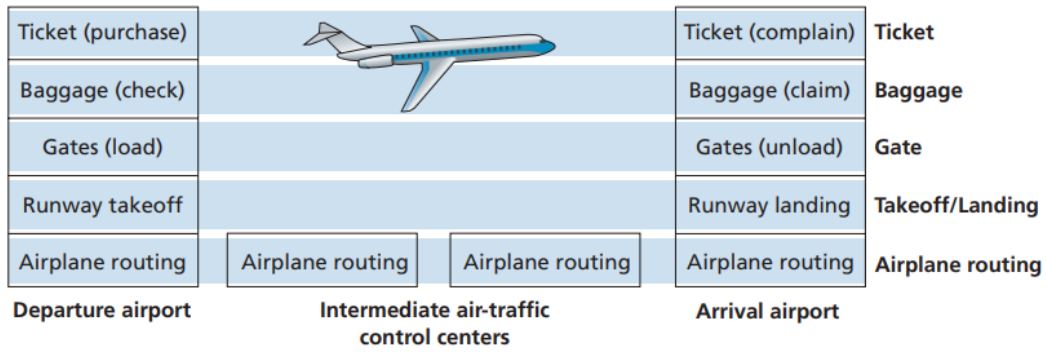 Ticket (purchase)
Ticket (complain)
Ticket
Baggage (check)
Baggage (claim)
Baggage
Gates (load)
Gates (unload)
Gate
Runway takeoff
Runway landing
Takeoff/Landing
Airplane routing
Airplane routing
Airplane routing
Airplane routing
Airplane routing
Departure airport
Intermediate air-traffic
control centers
Arrival airport